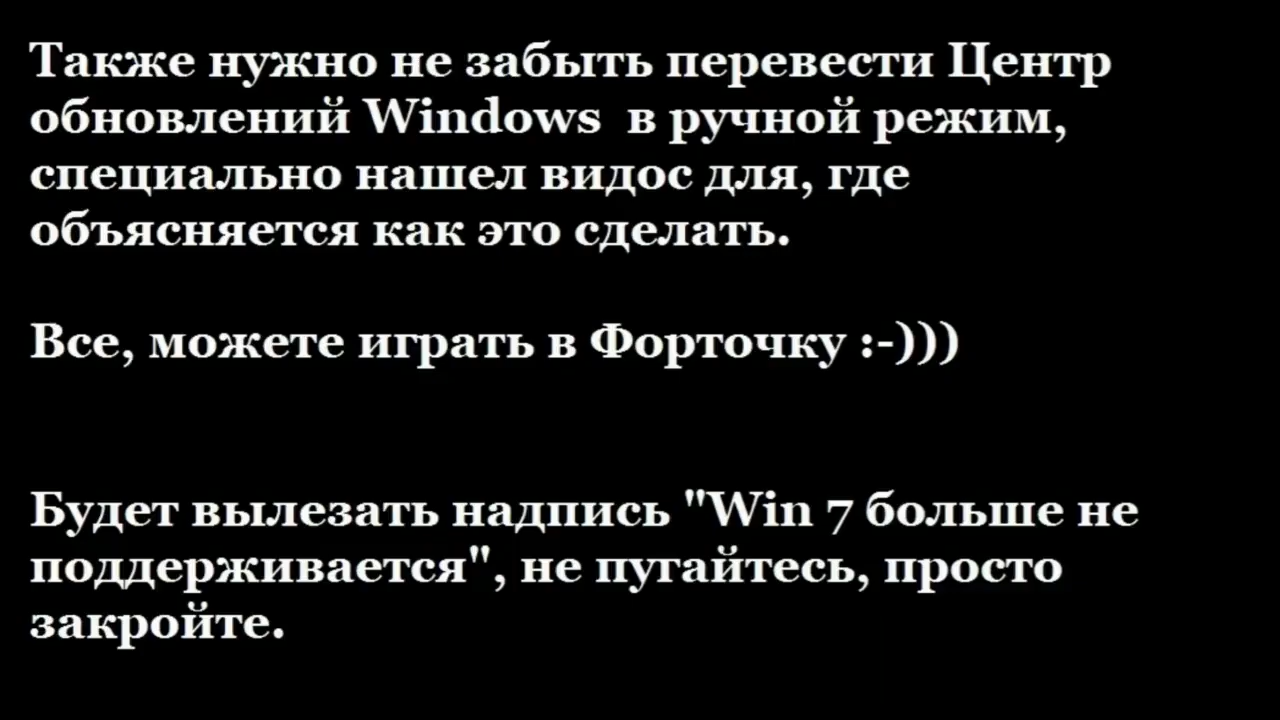 Также нужно не забыть перевести Центр
обновлений Windows в ручной режим,
специально нашел видос для, где
объясняется как это сделать.
Все, можете играть в Форточку :-)))
Будет вылезать надпись "Win 7 больше не
поддерживается", не пугайтесь, просто
закройте.